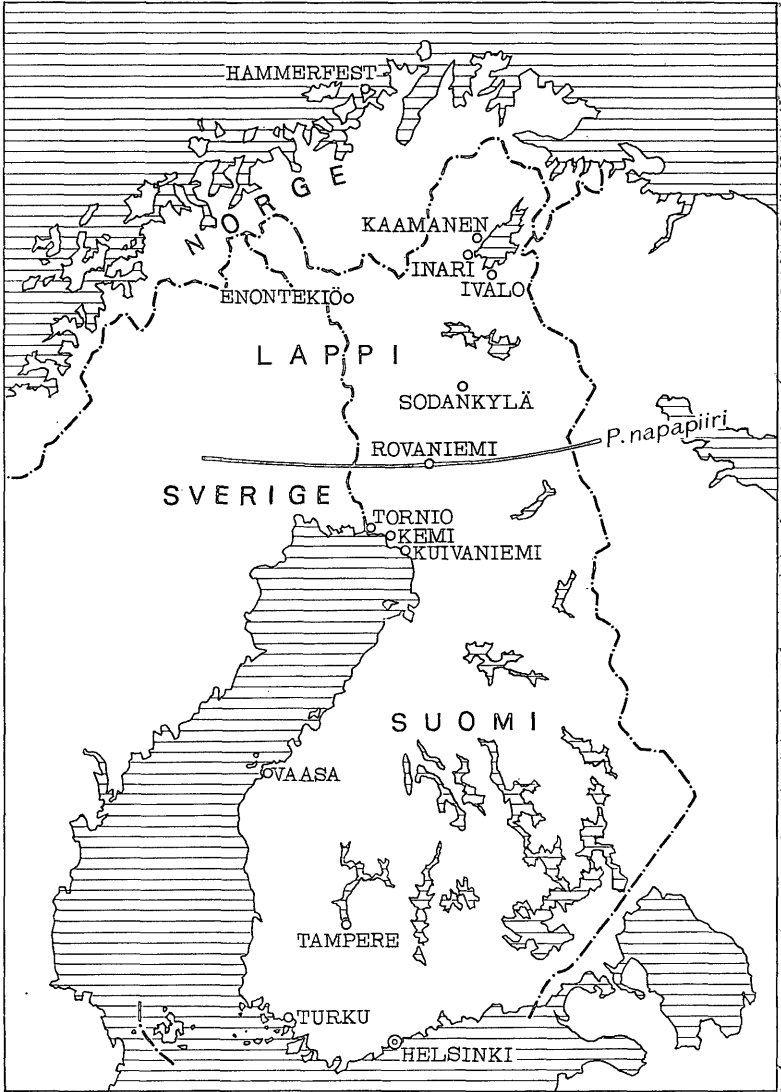 HAMMERFEST
NORGE
KAAMANEN
INARI
IVALO
ENONTEKIÖ
LAPPI
SODANKYLÄ
P. napapiiri
ROVANIEMI
SVERIGE
TORNIO
KEMI
KUIVANIEMI
SUOMI
VAASA
TAMPERE
TURKU
HELSINKI